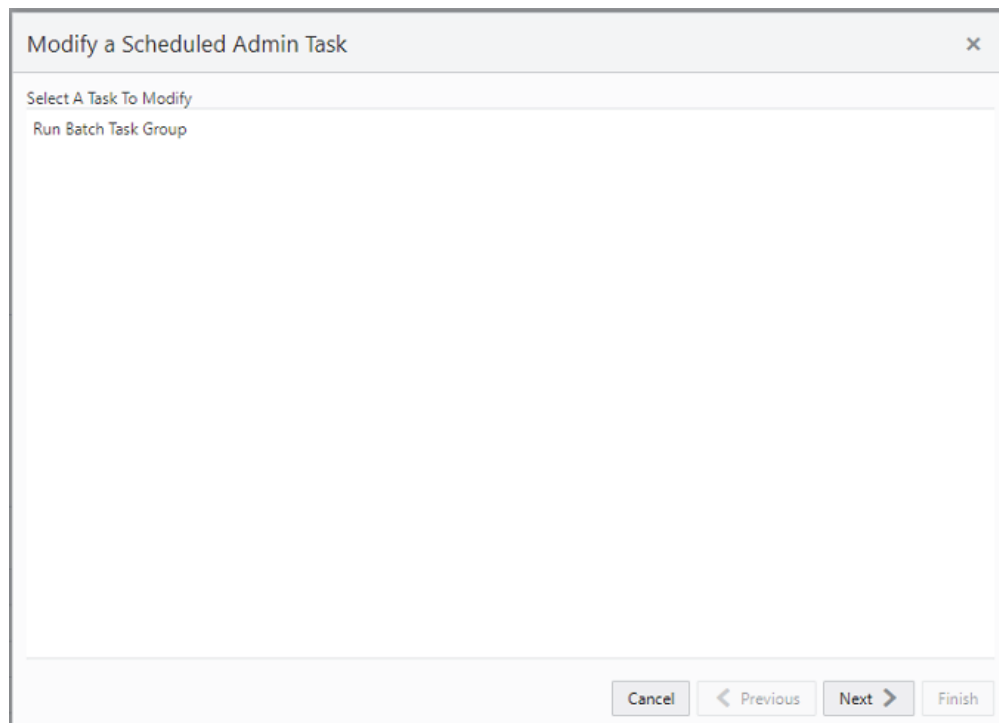 Modify a Scheduled Admin Task
Select A Task To Modify
Run Batch Task Group
Cancel Previous Next Finish